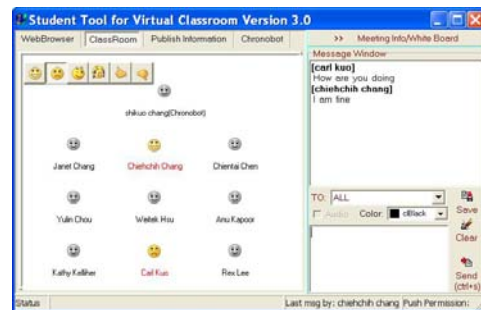 Student Tool for Virtual Classroom Version 3.0
WebBrowser ClassRoom Publish Information Chronobot
>> Meeting Info/White Board
shikuo chang(Chronobot)
Janet Chang Chiehchih Chang Chientai Chen
Yulin Chou Weitek Hsu Anu Kapoor
Kathy Kelliher Carl Kuo Rex Lee
Message Window
[carl kuo]
How are you doing
[chiehchih chang]
I am fine
TO: ALL
Audio Color: clBlack
Save
Clear
Send
(ctrl+s)
Status
Last msg by: chiehchih chang Push Permission: